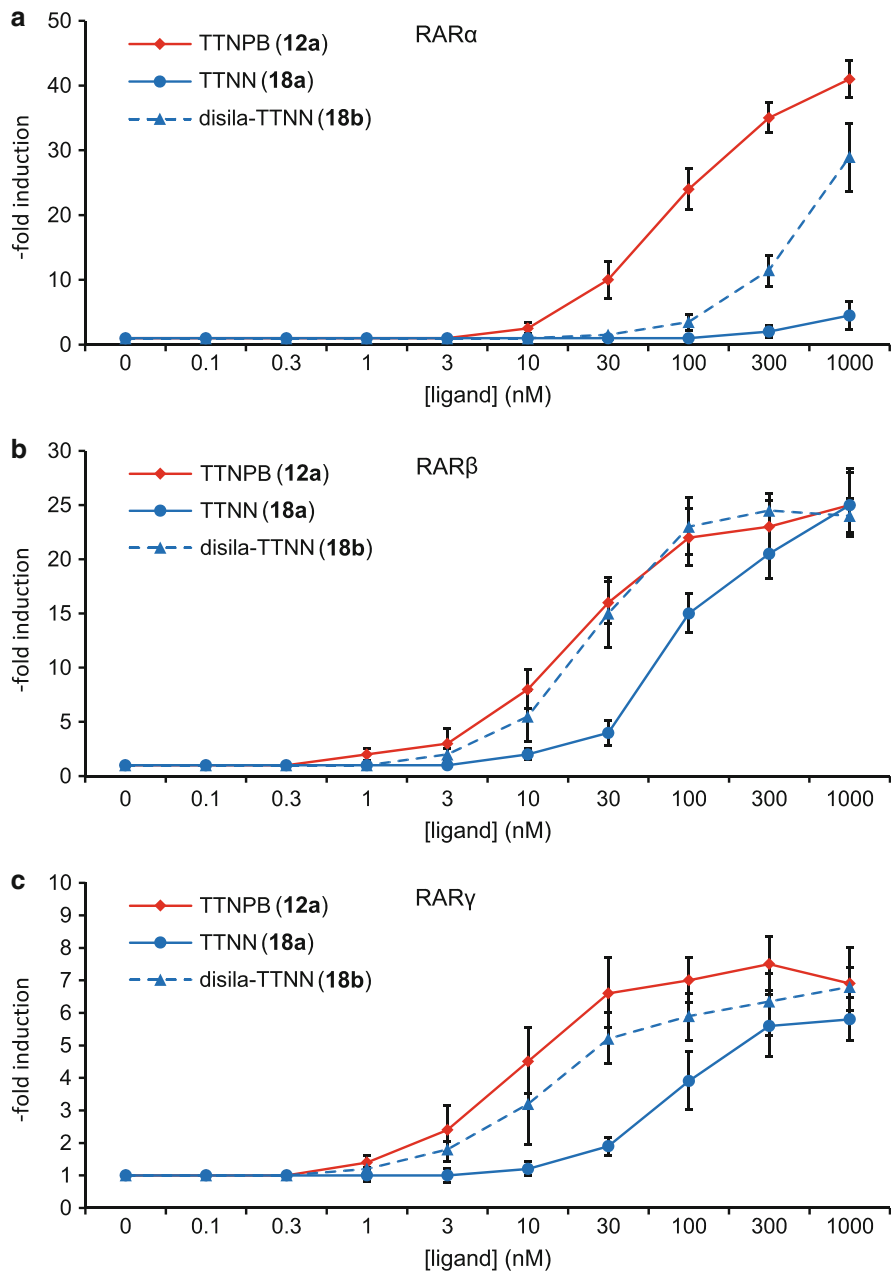 a
50
40
30
20
10
0
-fold induction
RARα
TTNPB (12a)
TTNN (18a)
disila-TTNN (18b)
0 0.1 0.3 1 3 10 30 100 300 1000
[ligand] (nM)
b
30
25
20
15
10
5
0
-fold induction
RARβ
TTNPB (12a)
TTNN (18a)
disila-TTNN (18b)
0 0.1 0.3 1 3 10 30 100 300 1000
[ligand] (nM)
c
10
9
8
7
6
5
4
3
2
1
0
-fold induction
RARγ
TTNPB (12a)
TTNN (18a)
disila-TTNN (18b)
0 0.1 0.3 1 3 10 30 100 300 1000
[ligand] (nM)